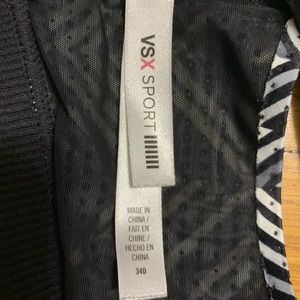 VSX SPORT
MADE IN
CHINA /
FAIT EN
CHINE /
HECHO EN
CHINA
34D